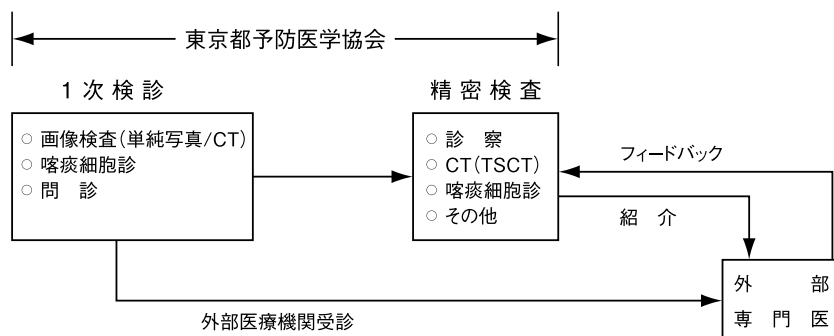 東京都予防医学協会
1次検診
精密検査
○ 画像検査(単純写真/CT)
○ 喀痰細胞診
○ 問 診
○ 診 察
○ CT(TSCT)
○ 喀痰細胞診
○ その他
フィードバック
紹 介
外 部
専 門 医
外部医療機関受診